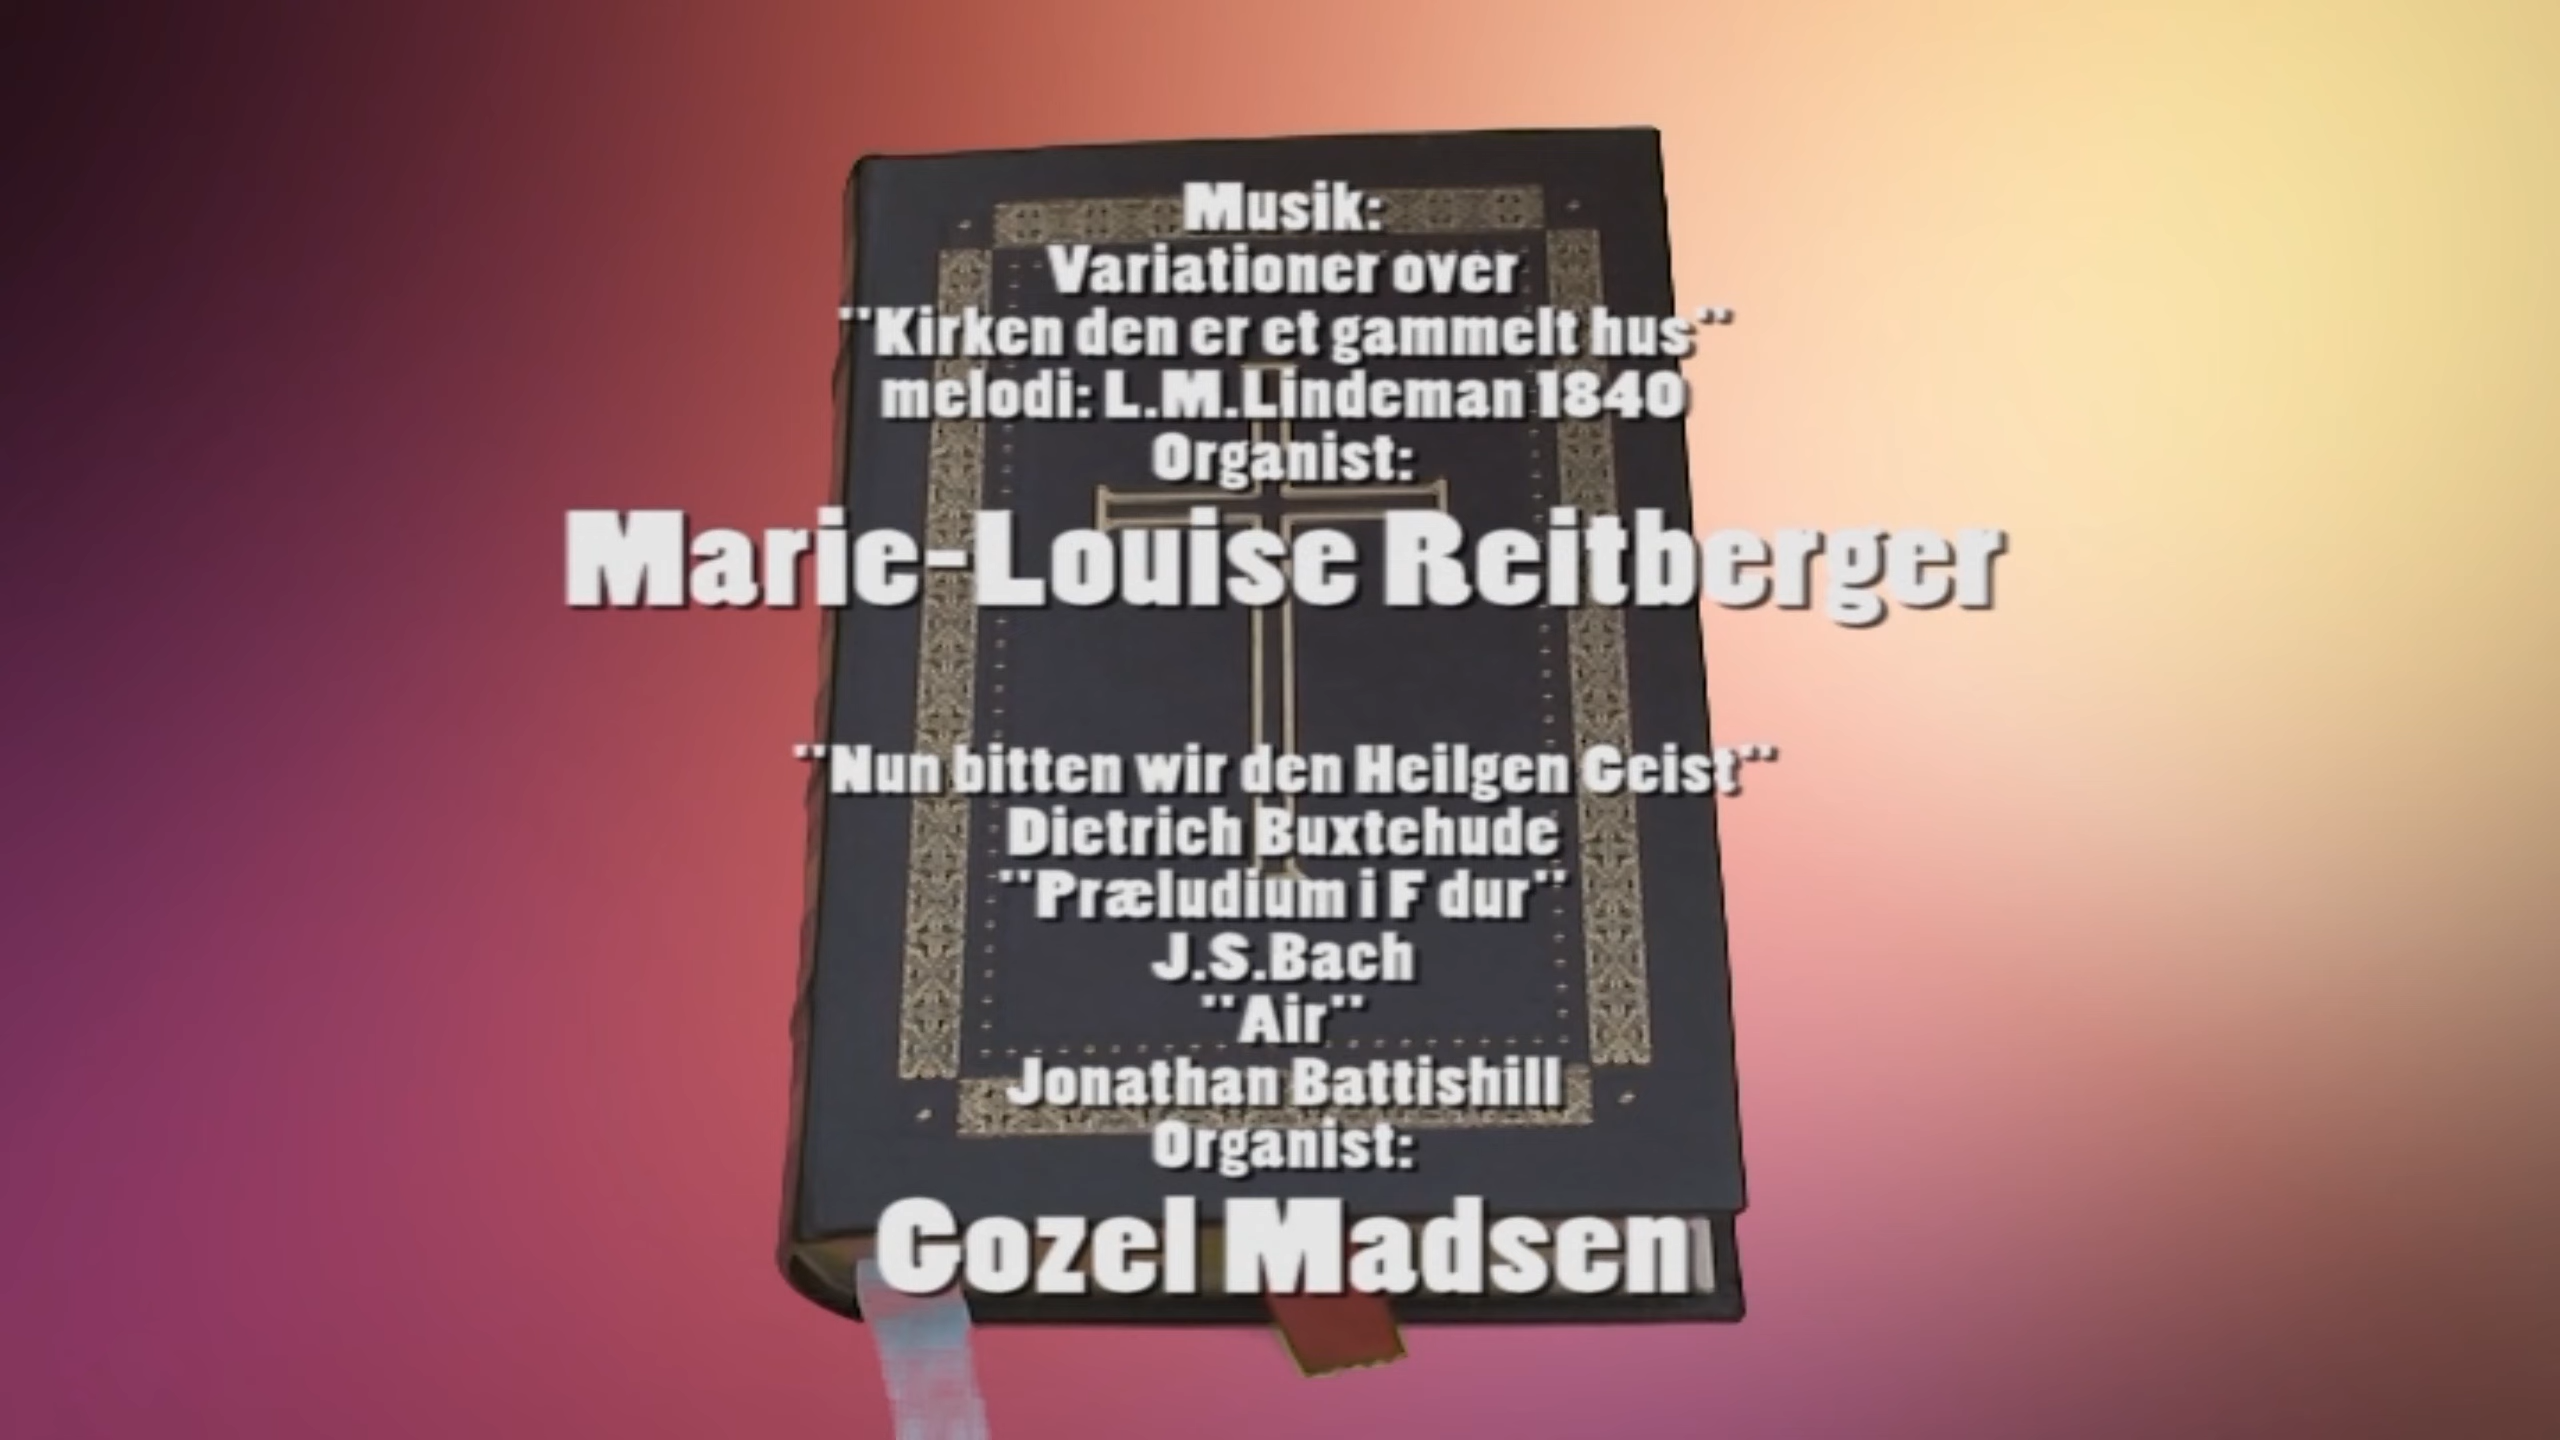 Musik:
Variationer over
"Kirken den er et gammelt hus"
melodi: L.M.Lindeman 1840
Organist:
Marie-Louise Reitberger
"Nun bitten wir den Heilgen Geist"
Dietrich Buxtehude
"Præludium i F dur"
J.S.Bach
"Air"
Jonathan Battishill
Organist:
Gozel Madsen